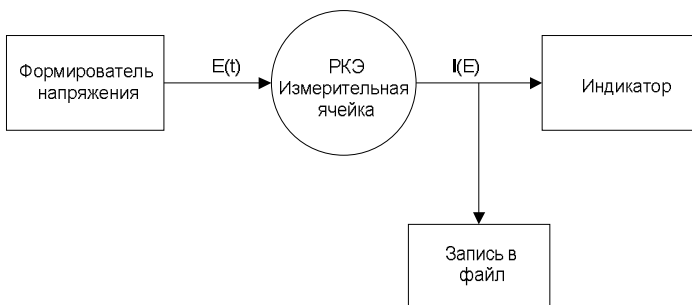 Формирователь
напряжения
E(t)
РКЭ
Измерительная
ячейка
I(E)
Индикатор
Запись в
файл